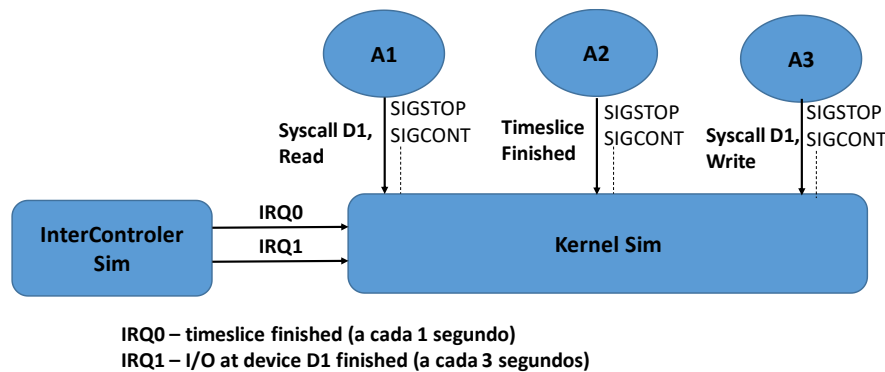 A1
A2
A3
SIGSTOP
SIGCONT
Syscall D1,
Read
SIGSTOP
SIGCONT
Timeslice
Finished
SIGSTOP
SIGCONT
Syscall D1,
Write
InterControler
Sim
IRQ0
IRQ1
Kernel Sim
IRQ0 – timeslice finished (a cada 1 segundo)
IRQ1 – I/O at device D1 finished (a cada 3 segundos)